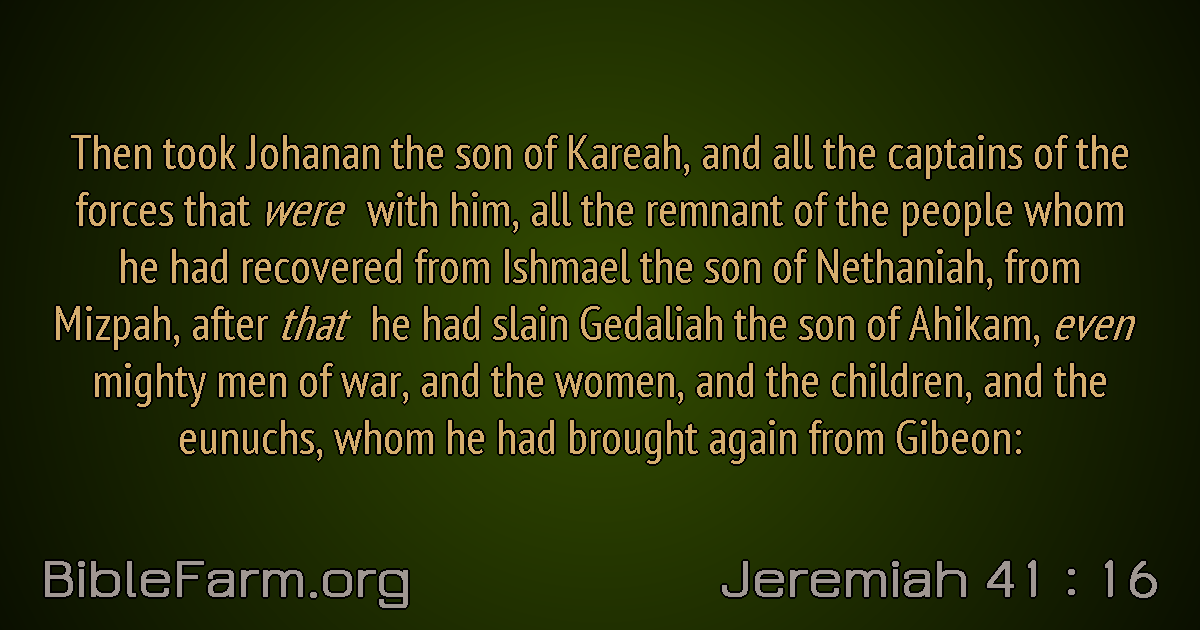 Then took Johanan the son of Kareah, and all the captains of the
forces that were with him, all the remnant of the people whom
he had recovered from Ishmael the son of Nethaniah, from
Mizpah, after that he had slain Gedaliah the son of Ahikam, even
mighty men of war, and the women, and the children, and the
eunuchs, whom he had brought again from Gibeon:
BibleFarm.org
Jeremiah 41 : 16